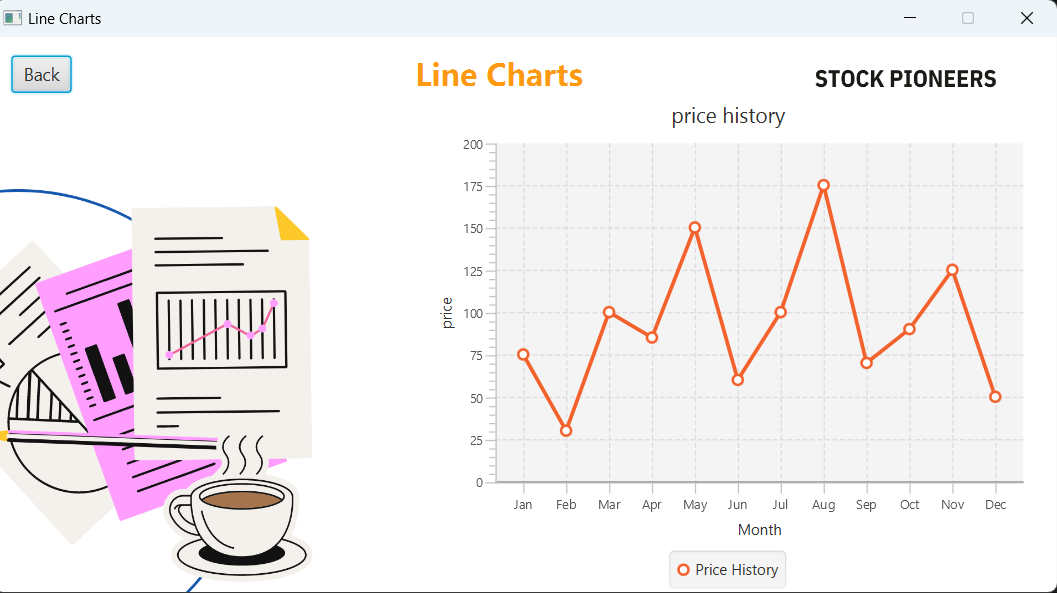 Line Charts
Back
Line Charts
STOCK PIONEERS
price history
200
175
150
125
100
75
50
25
0
price
Jan Feb Mar Apr May Jun Jul Aug Sep Oct Nov Dec
Month
Price History